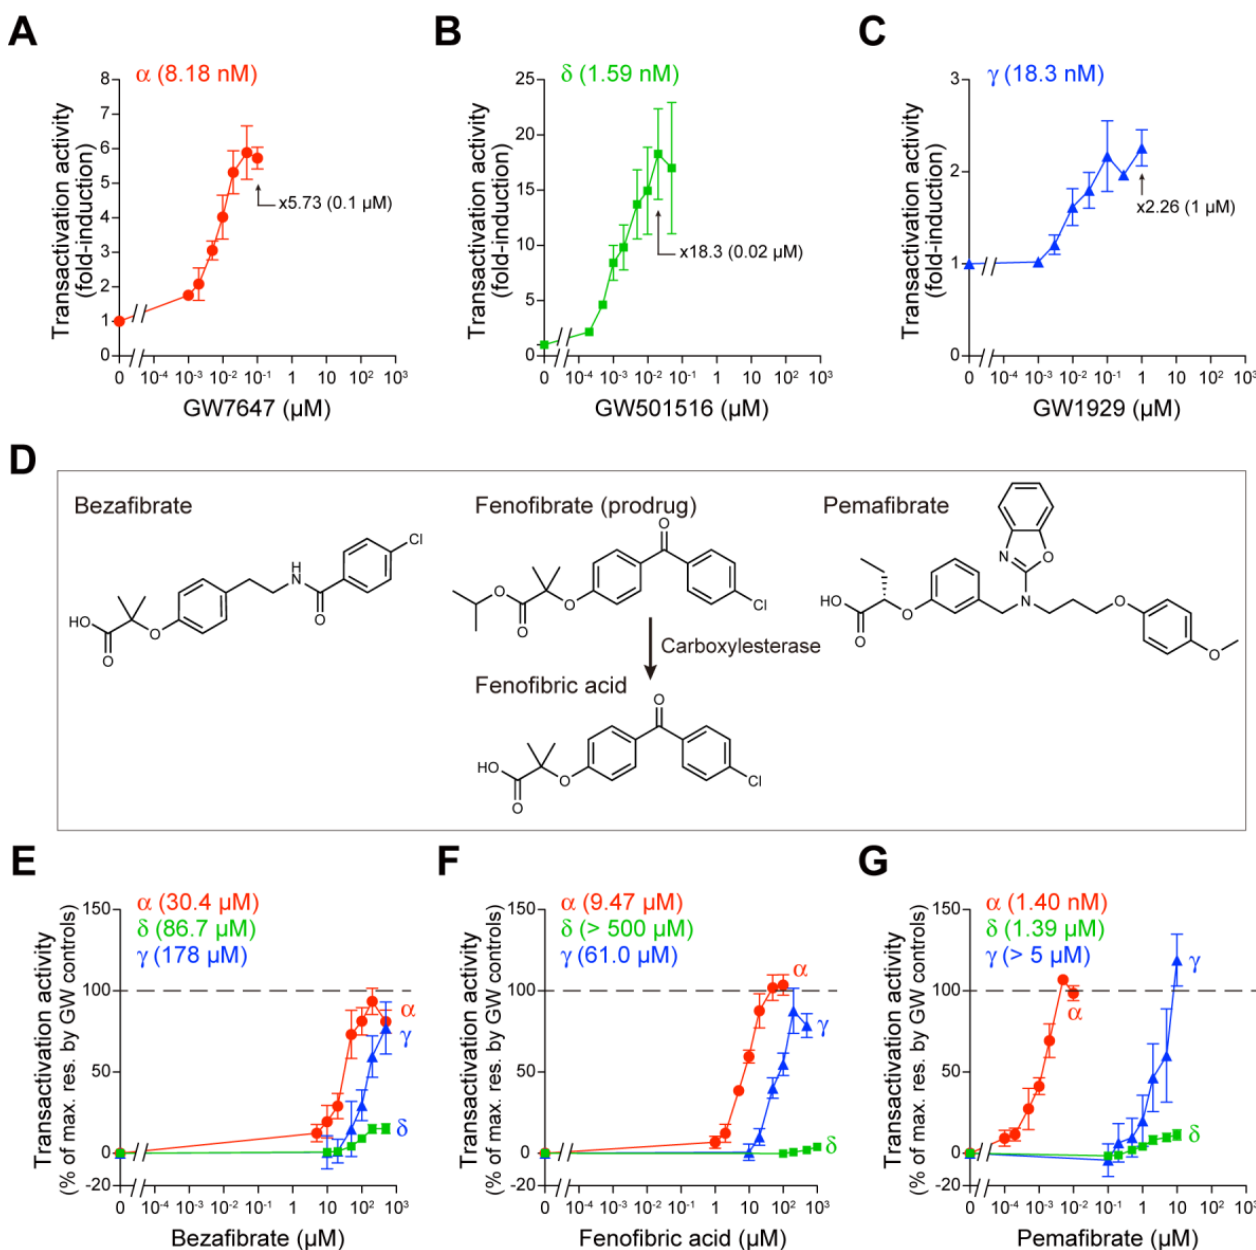 A
α (8.18 nM)
Transactivation activity
(fold-induction)
8
7
6
5
4
3
2
1
0
x5.73 (0.1 µM)
0 10-4 10-3 10-2 10-1 1 10 102 103
GW7647 (µM)
B
δ (1.59 nM)
Transactivation activity
(fold-induction)
25
20
15
10
5
0
x18.3 (0.02 µM)
0 10-4 10-3 10-2 10-1 1 10 102 103
GW501516 (µM)
C
γ (18.3 nM)
Transactivation activity
(fold-induction)
3
2
1
0
x2.26 (1 µM)
0 10-4 10-3 10-2 10-1 1 10 102 103
GW1929 (µM)
D
Bezafibrate
HO
O
O
H
N
O
Cl
Fenofibrate (prodrug)
O
O
O
O
Cl
Carboxylesterase
Fenofibric acid
HO
O
O
O
Cl
Pemafibrate
HO
O
O
N
O
N
O
O
E
α (30.4 µM)
δ (86.7 µM)
γ (178 µM)
Transactivation activity
(% of max. res. by GW controls)
150
100
50
0
-20
α
γ
δ
0 10-4 10-3 10-2 10-1 1 10 102 103
Bezafibrate (µM)
F
α (9.47 µM)
δ (> 500 µM)
γ (61.0 µM)
Transactivation activity
(% of max. res. by GW controls)
150
100
50
0
-20
α
γ
δ
0 10-4 10-3 10-2 10-1 1 10 102 103
Fenofibric acid (µM)
G
α (1.40 nM)
δ (1.39 µM)
γ (> 5 µM)
Transactivation activity
(% of max. res. by GW controls)
150
100
50
0
-20
γ
α
δ
0 10-4 10-3 10-2 10-1 1 10 102 103
Pemafibrate (µM)